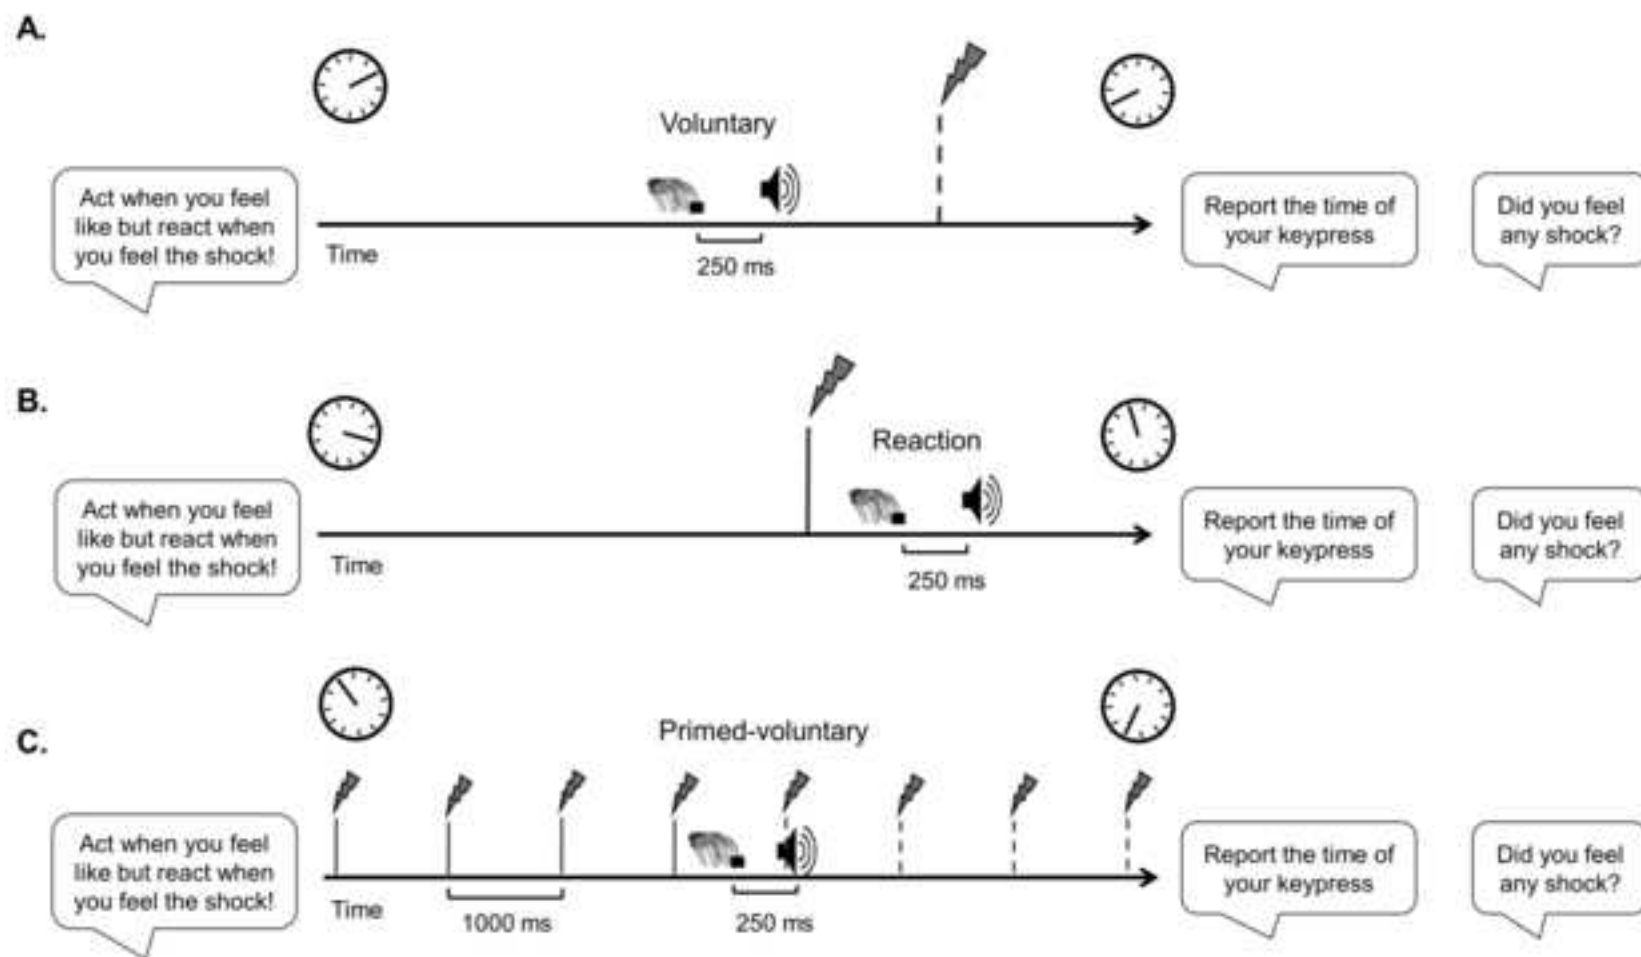 A.
Voluntary
Act when you feel
like but react when
you feel the shock!
Time
250 ms
Report the time of
your keypress
Did you feel
any shock?
B.
Reaction
Act when you feel
like but react when
you feel the shock!
Time
250 ms
Report the time of
your keypress
Did you feel
any shock?
C.
Primed-voluntary
Act when you feel
like but react when
you feel the shock!
Time
1000 ms
250 ms
Report the time of
your keypress
Did you feel
any shock?